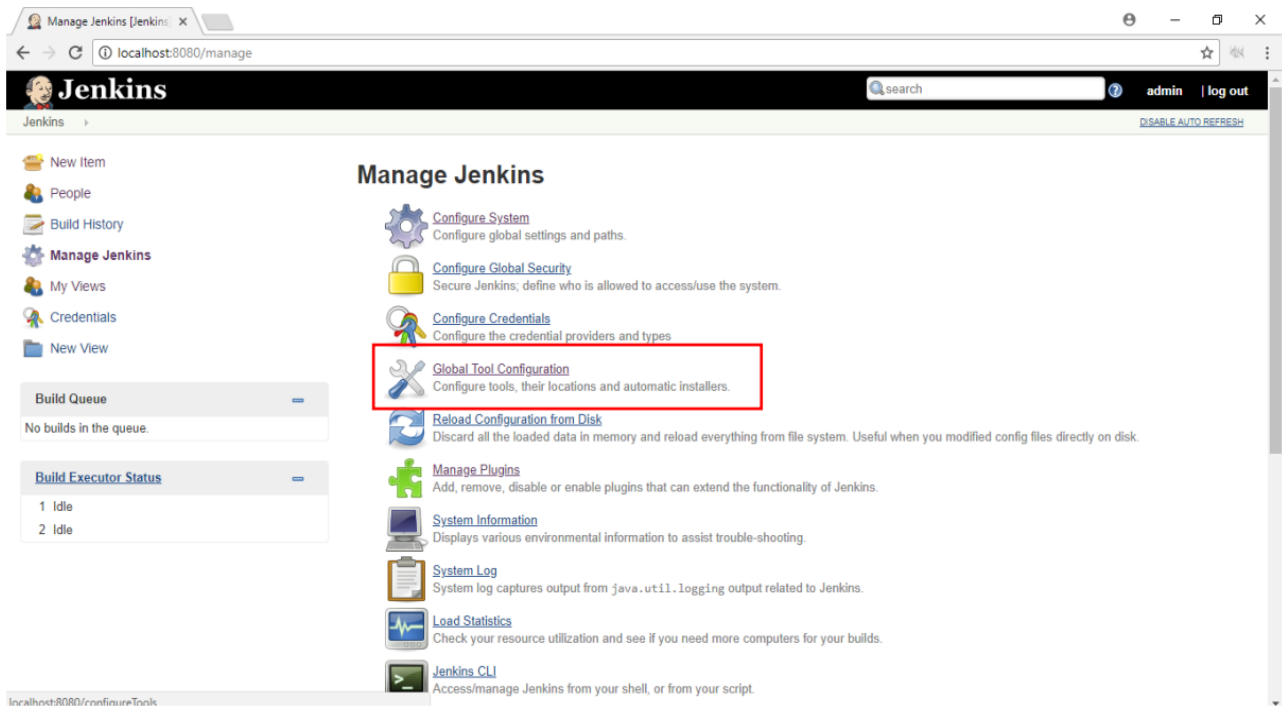 Manage Jenkins [Jenkins]
localhost:8080/manage
Jenkins
search
admin | log out
Jenkins
DISABLE AUTO REFRESH
New Item
People
Build History
Manage Jenkins
My Views
Credentials
New View
Build Queue
No builds in the queue.
Build Executor Status
1 Idle
2 Idle
Manage Jenkins
Configure System
Configure global settings and paths.
Configure Global Security
Secure Jenkins; define who is allowed to access/use the system.
Configure Credentials
Configure the credential providers and types
Global Tool Configuration
Configure tools, their locations and automatic installers.
Reload Configuration from Disk
Discard all the loaded data in memory and reload everything from file system. Useful when you modified config files directly on disk.
Manage Plugins
Add, remove, disable or enable plugins that can extend the functionality of Jenkins.
System Information
Displays various environmental information to assist trouble-shooting.
System Log
System log captures output from java.util.logging output related to Jenkins.
Load Statistics
Check your resource utilization and see if you need more computers for your builds.
Jenkins CLI
Access/manage Jenkins from your shell, or from your script.
localhost:8080/configureTools